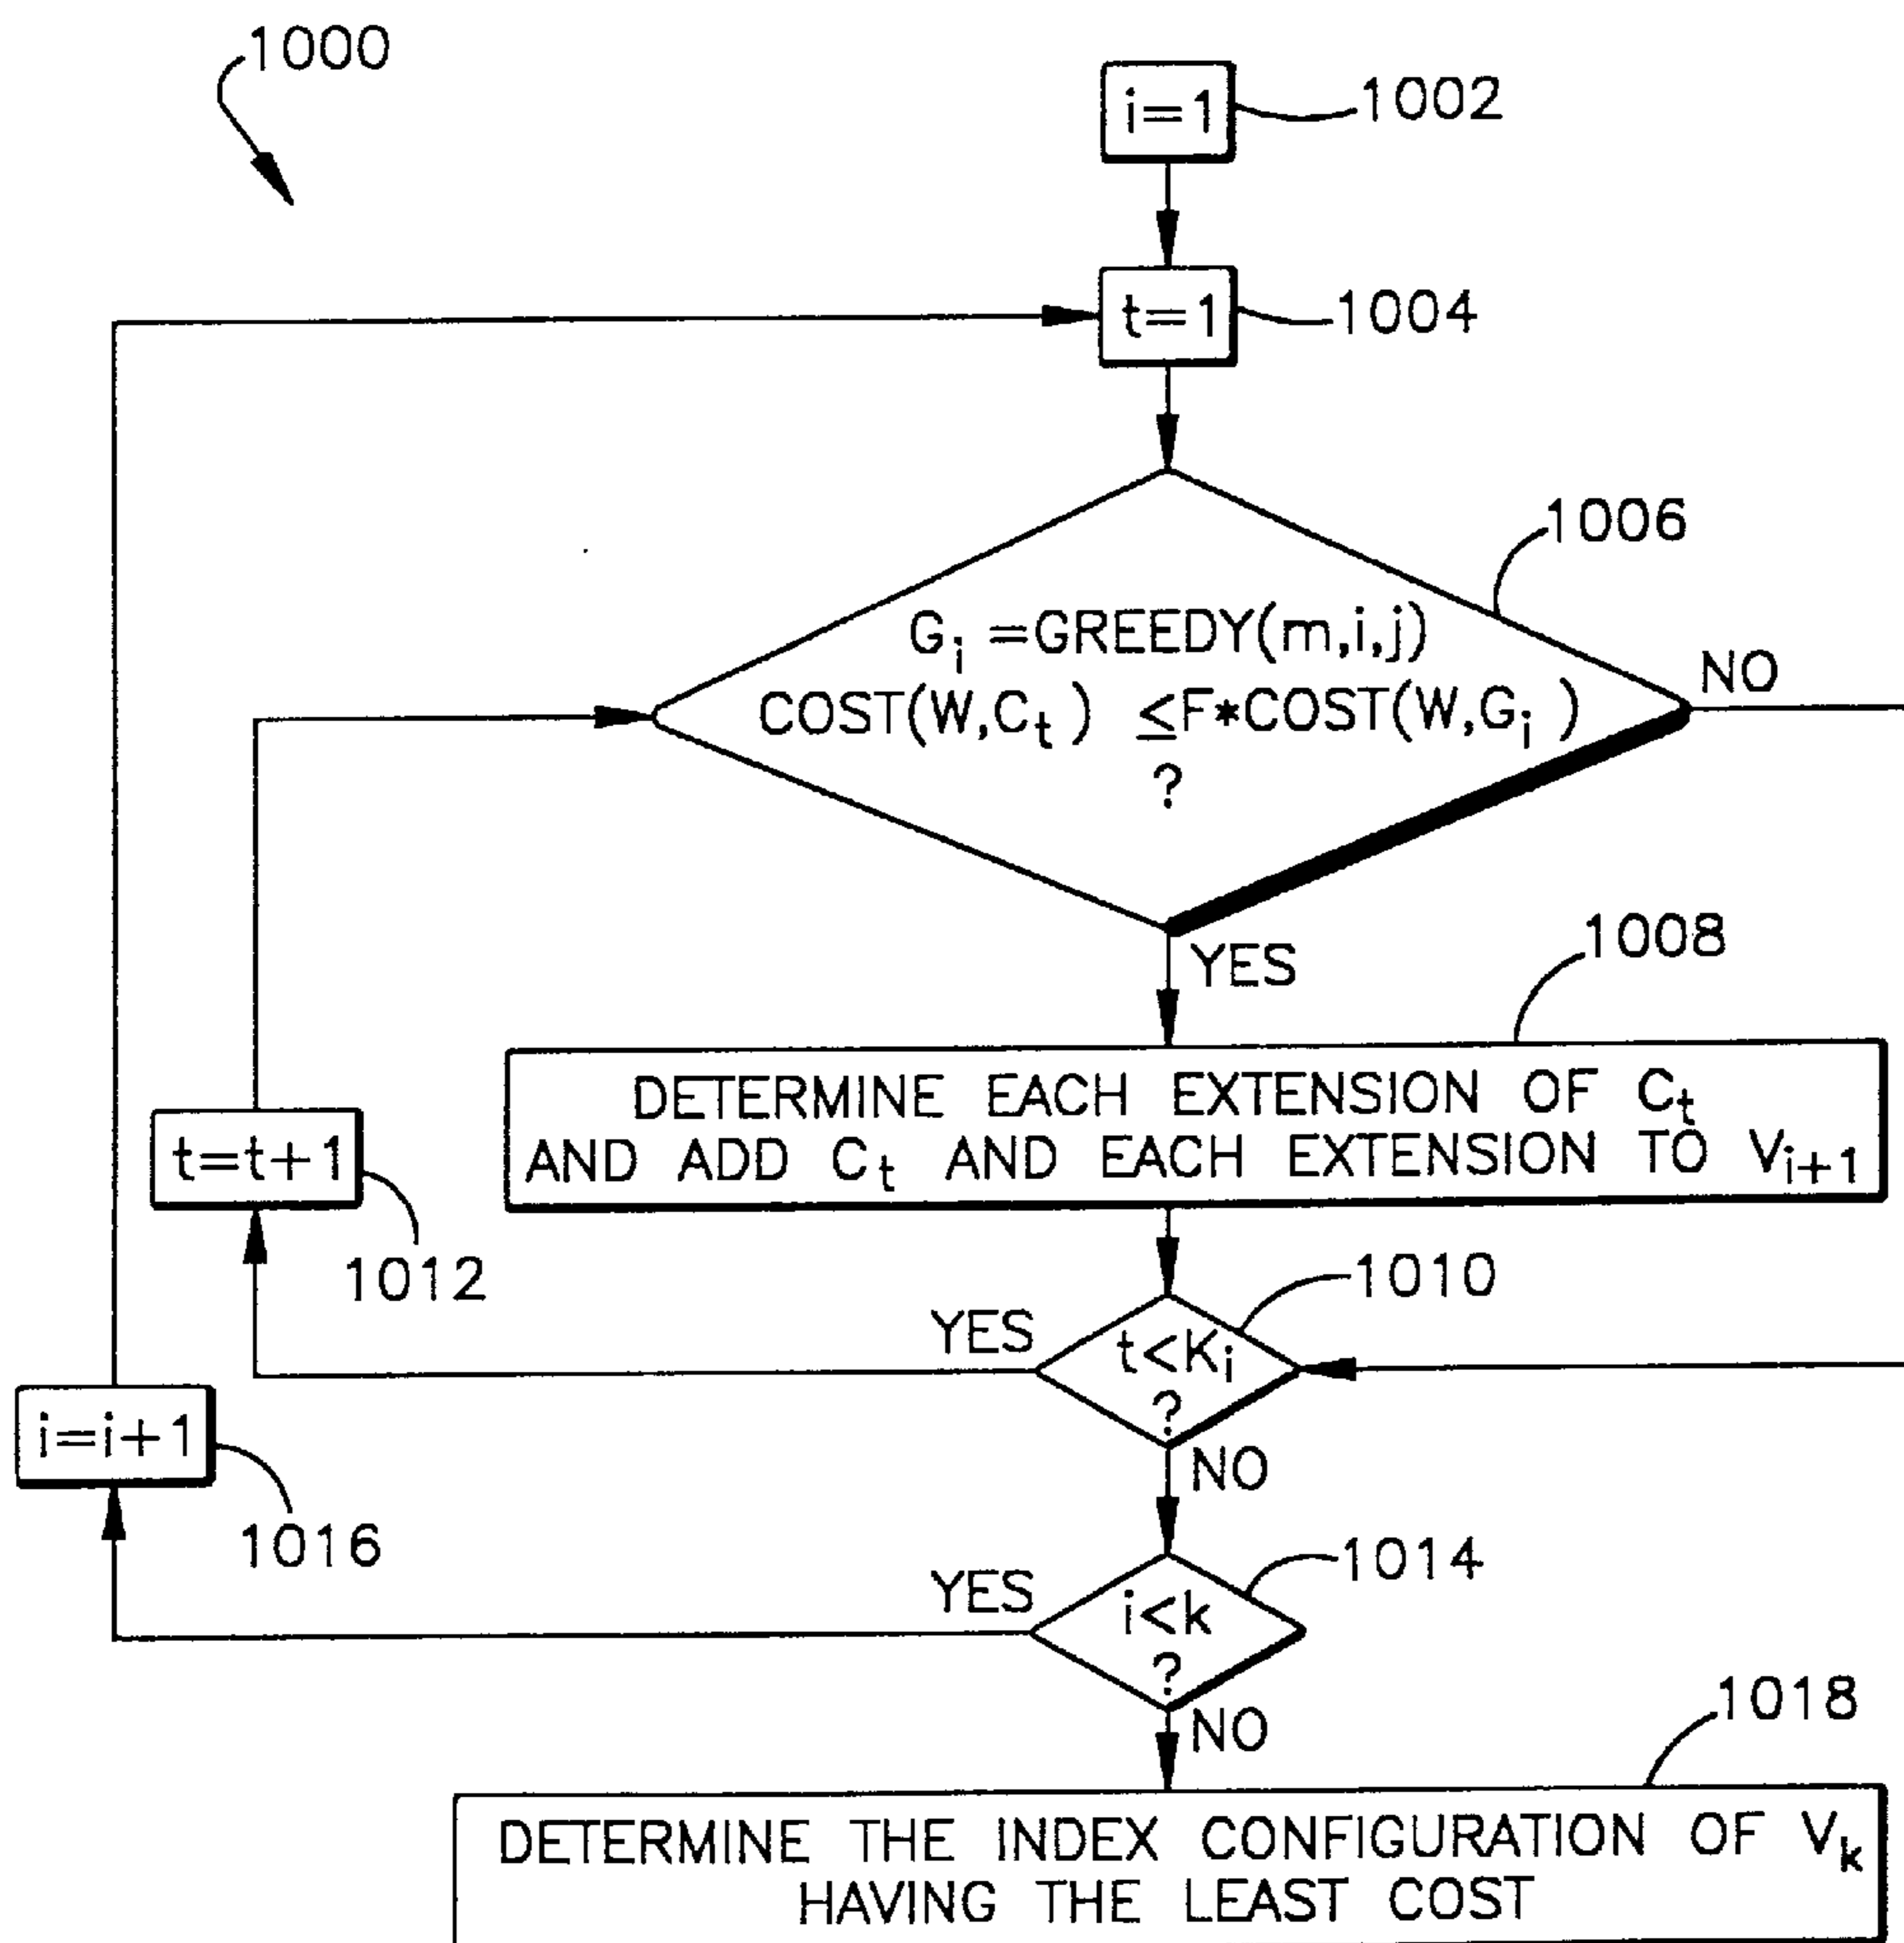 1000
i=1
1002
t=1
1004
1006
G_i =GREEDY(m,i,j)
COST(W,C_t) ≤F*COST(W,G_i)
?
NO
YES
1008
DETERMINE EACH EXTENSION OF C_t
AND ADD C_t AND EACH EXTENSION TO V_i+1
t=t+1
1012
1010
YES
t<K_i
?
NO
i=i+1
1016
1014
YES
i<k
?
NO
1018
DETERMINE THE INDEX CONFIGURATION OF V_k
HAVING THE LEAST COST